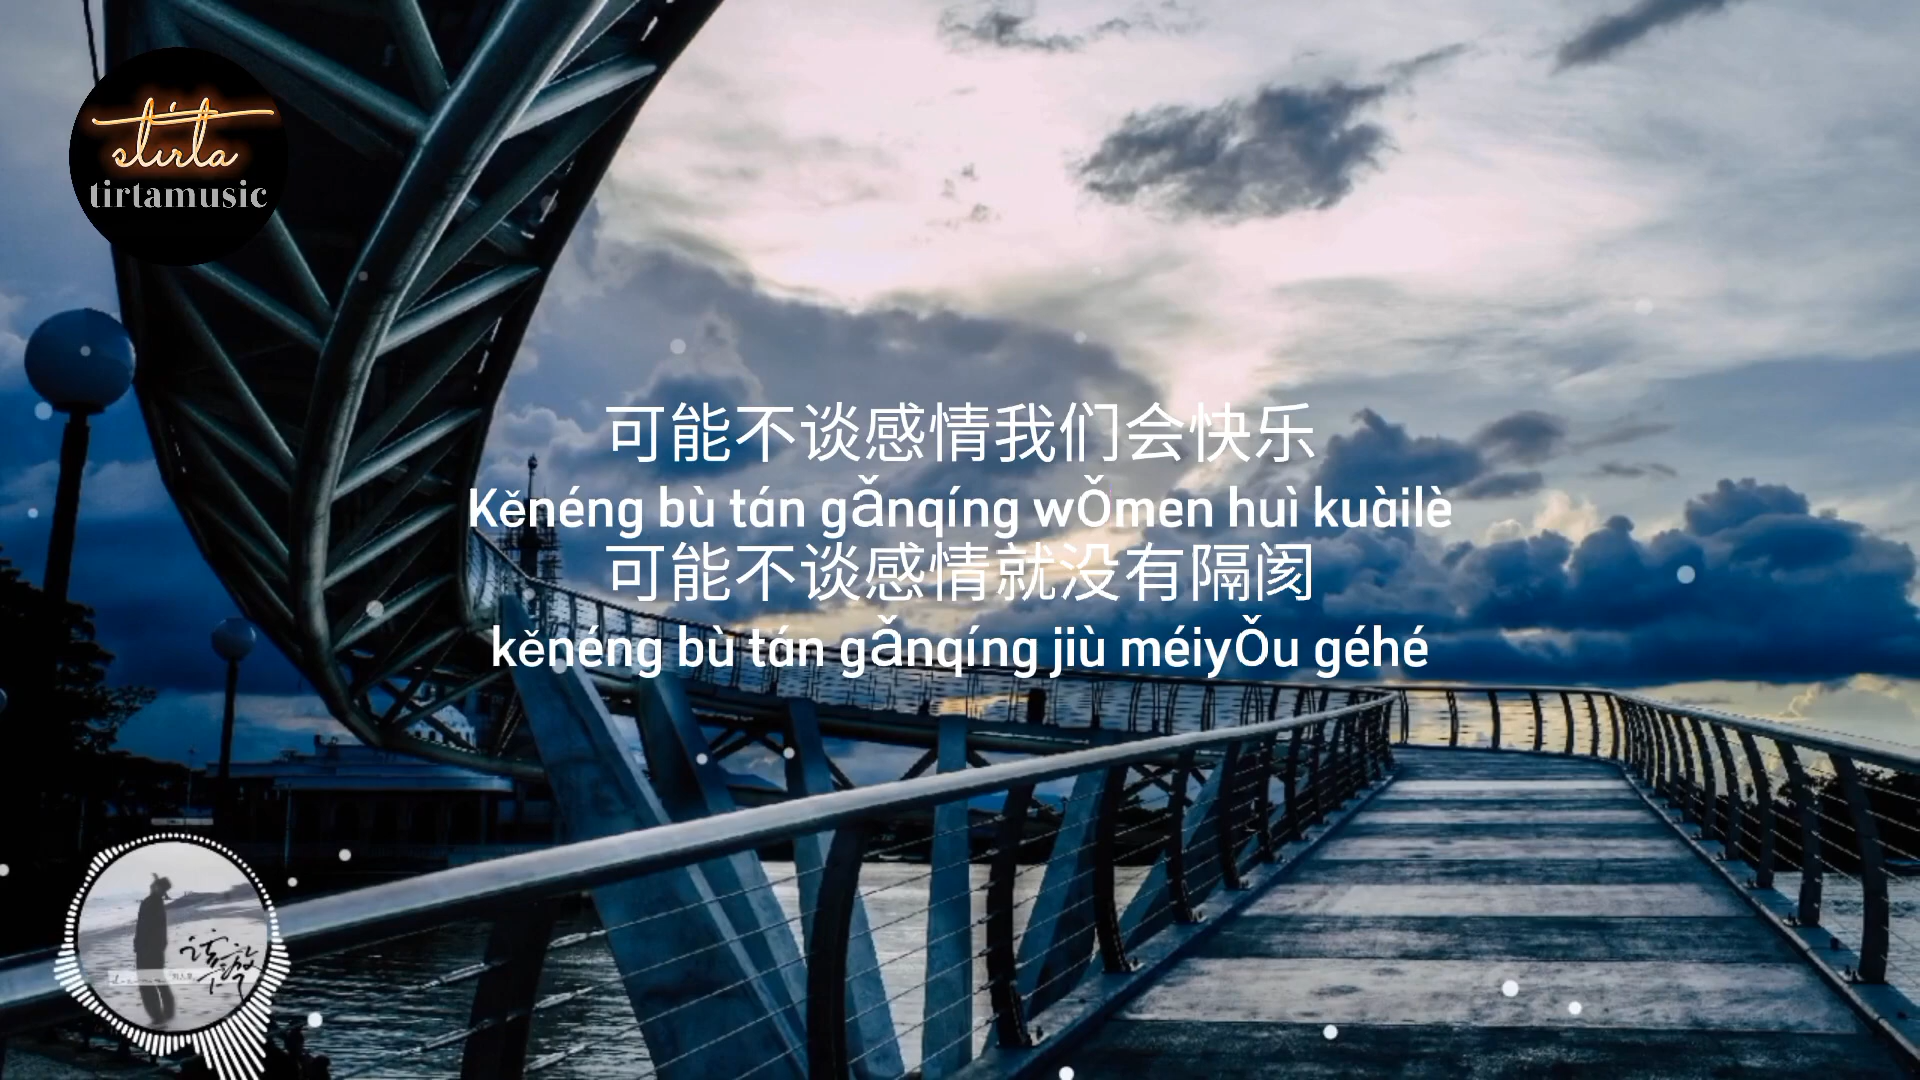 stirta
tirtamusic
可能不谈感情我们会快乐
Kěnéng bù tán gǎnqíng wǒmen huì kuàilè
可能不谈感情就没有隔阂
kěnéng bù tán gǎnqíng jiù méiyǒu géhé